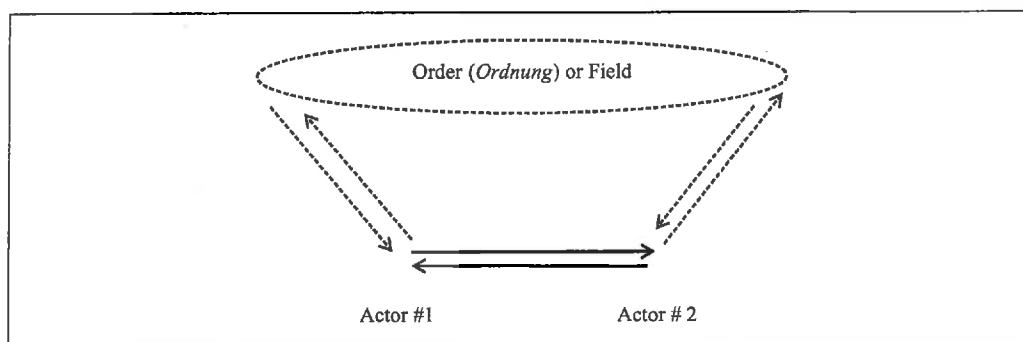 Order (Ordnung) or Field
Actor #1
Actor # 2